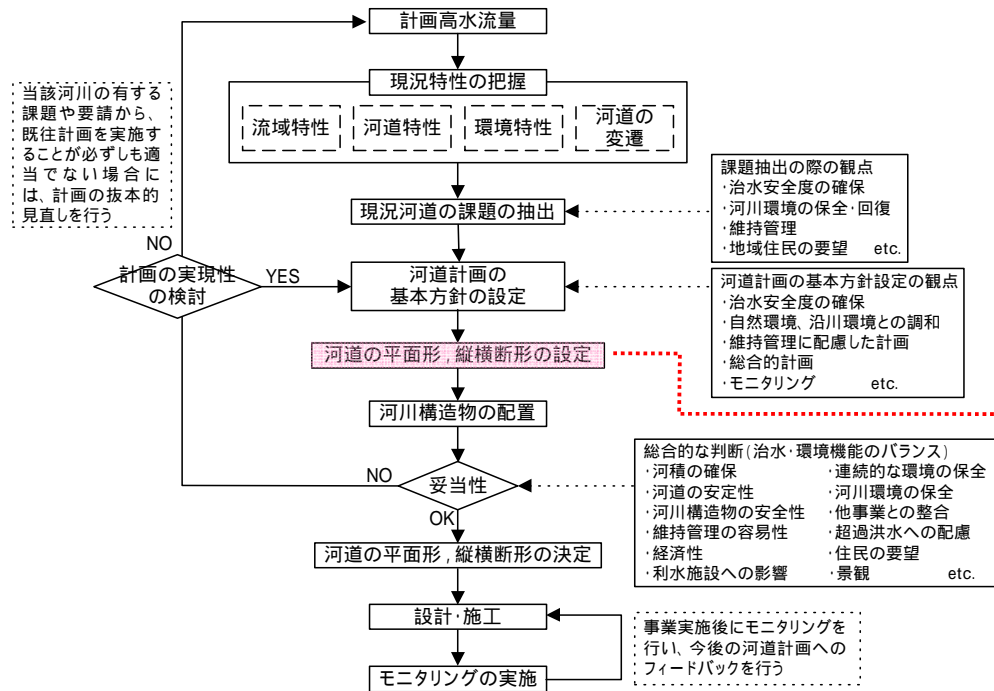 計画高水流量
現況特性の把握
流域特性
河道特性
環境特性
河道の
変遷
当該河川の有する
課題や要請から、
既往計画を実施す
ることが必ずしも適
当でない場合に
は、計画の抜本的
見直しを行う
現況河道の課題の抽出
課題抽出の際の観点
・治水安全度の確保
・河川環境の保全・回復
・維持管理
・地域住民の要望 etc.
NO
計画の実現性
の検討
YES
河道計画の
基本方針の設定
河道計画の基本方針設定の観点
・治水安全度の確保
・自然環境、沿川環境との調和
・維持管理に配慮した計画
・総合的計画
・モニタリング etc.
河道の平面形,縦横断形の設定
河川構造物の配置
NO
妥当性
OK
総合的な判断(治水・環境機能のバランス)
・河積の確保 ・連続的な環境の保全
・河道の安定性 ・河川環境の保全
・河川構造物の安全性 ・他事業との整合
・維持管理の容易性 ・超過洪水への配慮
・経済性 ・住民の要望
・利水施設への影響 ・景観 etc.
河道の平面形,縦横断形の決定
設計・施工
モニタリングの実施
事業実施後にモニタリングを
行い、今後の河道計画への
フィードバックを行う